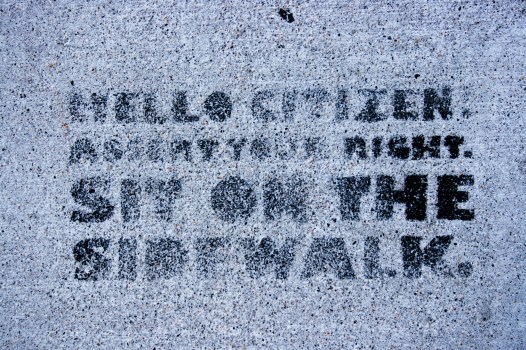 HELLO CITIZEN.
ASSERT YOUR RIGHT.
SIT ON THE
SIDEWALK.